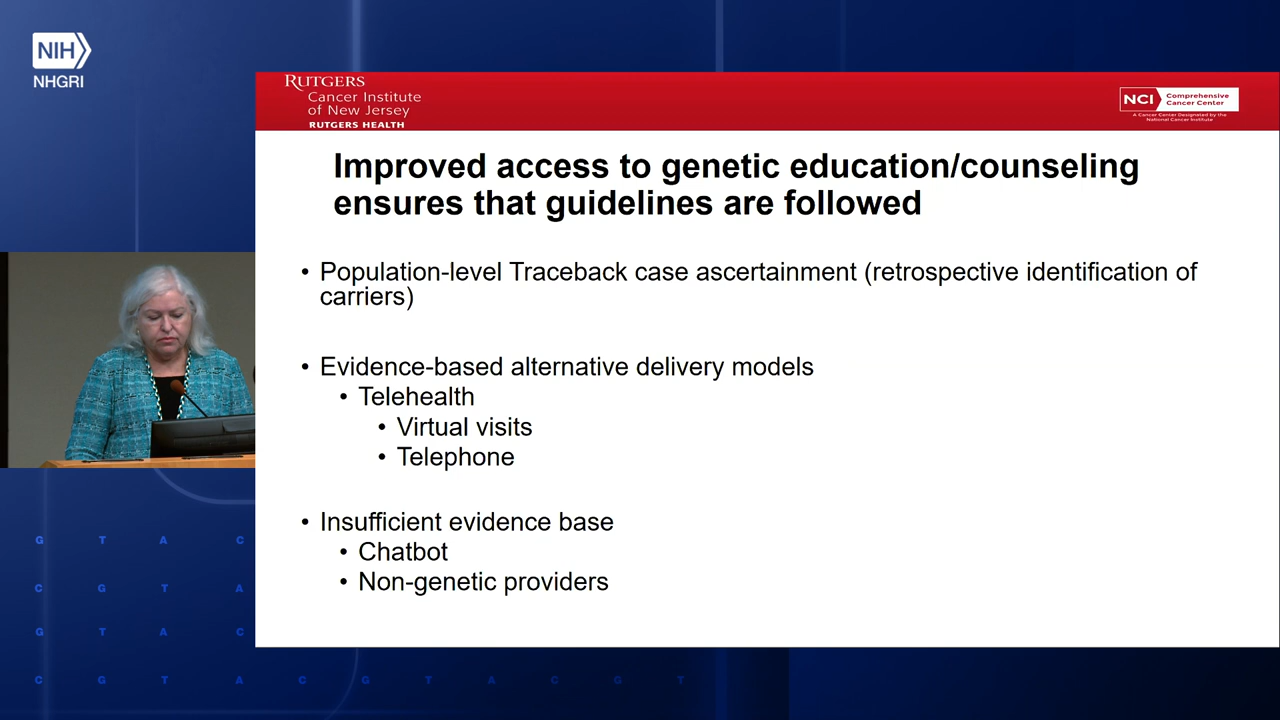 NIH
NHGRI
RUTGERS
Cancer Institute
of New Jersey
RUTGERS HEALTH
NCI Comprehensive
Cancer Center
A Cancer Center Designated by the
National Cancer Institute
Improved access to genetic education/counseling
ensures that guidelines are followed
• Population-level Traceback case ascertainment (retrospective identification of
carriers)
• Evidence-based alternative delivery models
• Telehealth
• Virtual visits
• Telephone
• Insufficient evidence base
• Chatbot
• Non-genetic providers
G T A C
C G T A
G T A C
C G T A C G T A C G T